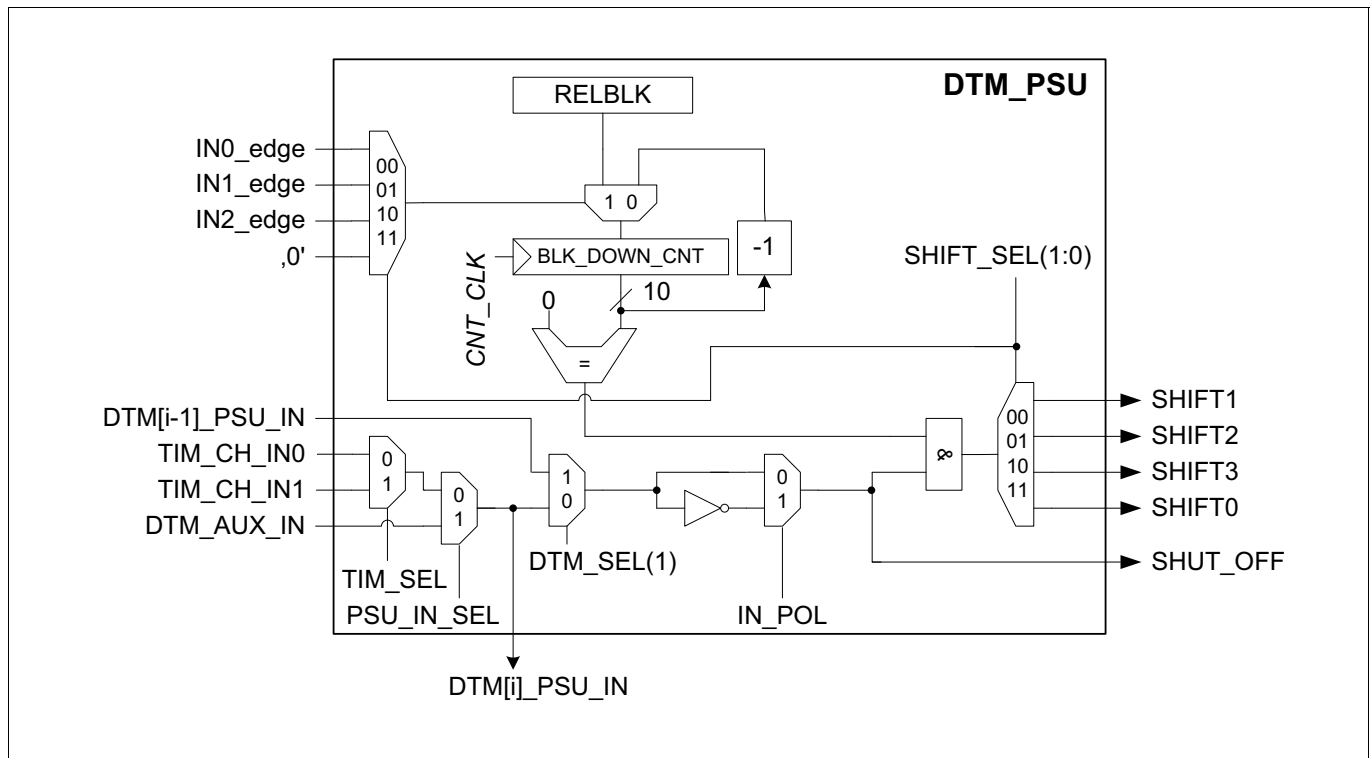 DTM_PSU
RELBLK
IN0_edge
IN1_edge
IN2_edge
,0'
00
01
10
11
1 0
BLK_DOWN_CNT
-1
CNT_CLK
0
10
=
SHIFT_SEL(1:0)
DTM[i-1]_PSU_IN
TIM_CH_IN0
TIM_CH_IN1
DTM_AUX_IN
0
1
0
1
1
0
0
1
&
00
01
10
11
SHIFT1
SHIFT2
SHIFT3
SHIFT0
SHUT_OFF
TIM_SEL
PSU_IN_SEL
DTM_SEL(1)
IN_POL
DTM[i]_PSU_IN